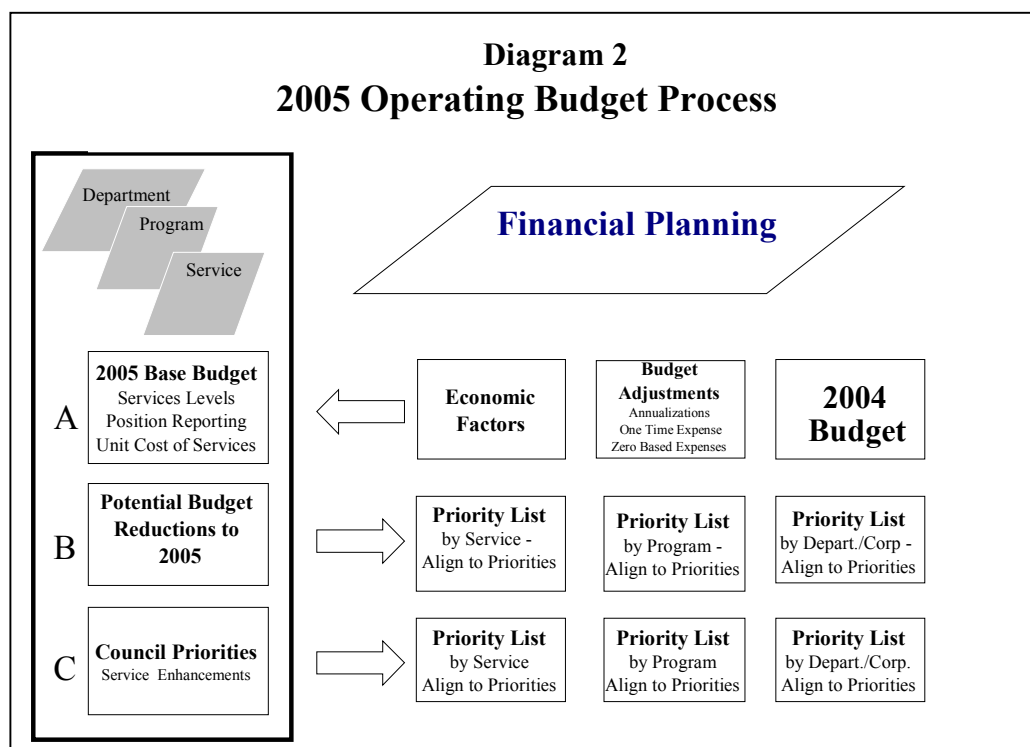 Diagram 2
2005 Operating Budget Process
Department
Program
Service
Financial Planning
A
2005 Base Budget
Services Levels
Position Reporting
Unit Cost of Services
Economic
Factors
Budget
Adjustments
Annualizations
One Time Expense
Zero Based Expenses
2004
Budget
B
Potential Budget
Reductions to
2005
Priority List
by Service -
Align to Priorities
Priority List
by Program -
Align to Priorities
Priority List
by Depart./Corp -
Align to Priorities
C
Council Priorities
Service Enhancements
Priority List
by Service
Align to Priorities
Priority List
by Program
Align to Priorities
Priority List
by Depart./Corp.
Align to Priorities